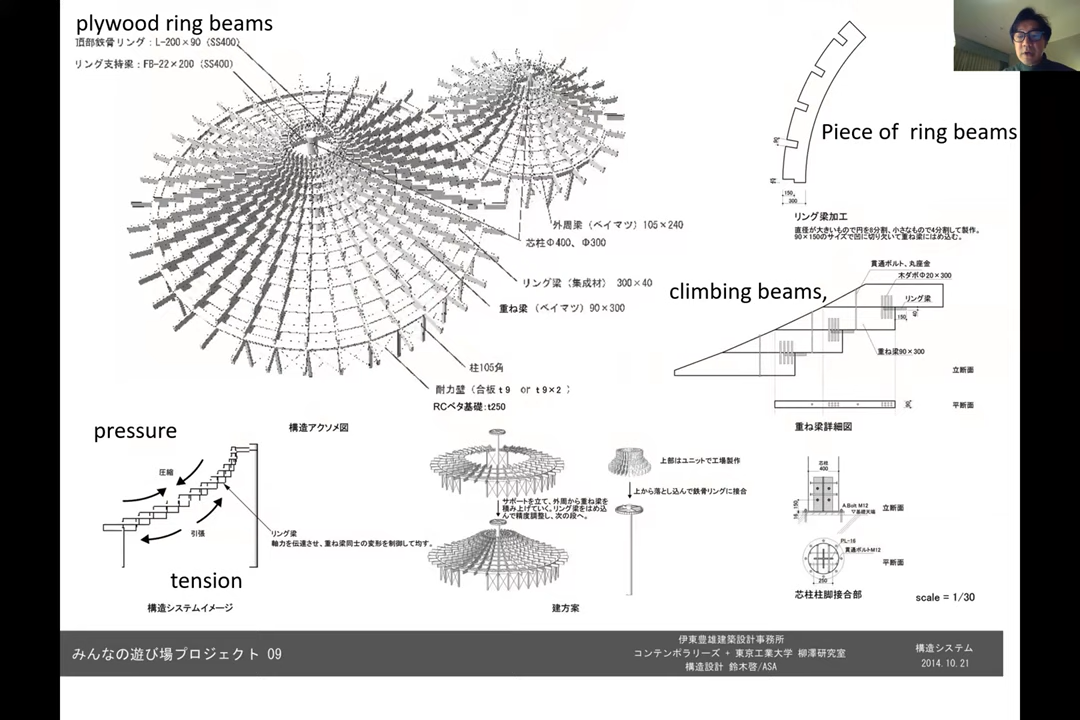 plywood ring beams
頂部鉄骨リング：L-200×90（SS400）
リング支持梁：FB-22×200（SS400）
外周梁（ベイマツ）105×240
芯柱Φ400、Φ300
リング梁（集成材） 300×40
重ね梁（ベイマツ）90×300
柱105角
耐力壁（合板ｔ9 or ｔ9×2 ）
RCベタ基礎：t250
構造アクソメ図
Piece of ring beams
150
300
リング梁加工
直径が大きいもので円を8分割、小さなもので4分割して製作。
90×150のサイズで凹に切り欠いて重ね梁にはめ込む。
climbing beams,
貫通ボルト、丸座金
木ダボΦ20×300
リング梁
150
重ね梁90×300
立断面
平断面
重ね梁詳細図
pressure
圧縮
引張
リング梁
軸力を伝達させ、重ね梁同士の変形を制御して均す。
tension
構造システムイメージ
サポートを立て、外周から重ね梁を
積み上げていく。リング梁をはめ込
んで精度調整し、次の段へ。
上部はユニットで工場製作
上から落とし込んで鉄骨リングに接合
建方案
芯柱
400
A.Bolt M12
▽基礎天端
立断面
PL-16
貫通ボルトM12
平断面
250
芯柱柱脚接合部
scale = 1/30
みんなの遊び場プロジェクト 09
伊東豊雄建築設計事務所
コンテンポラリーズ + 東京工業大学 柳澤研究室
構造設計 鈴木啓/ASA
構造システム
2014.10.21